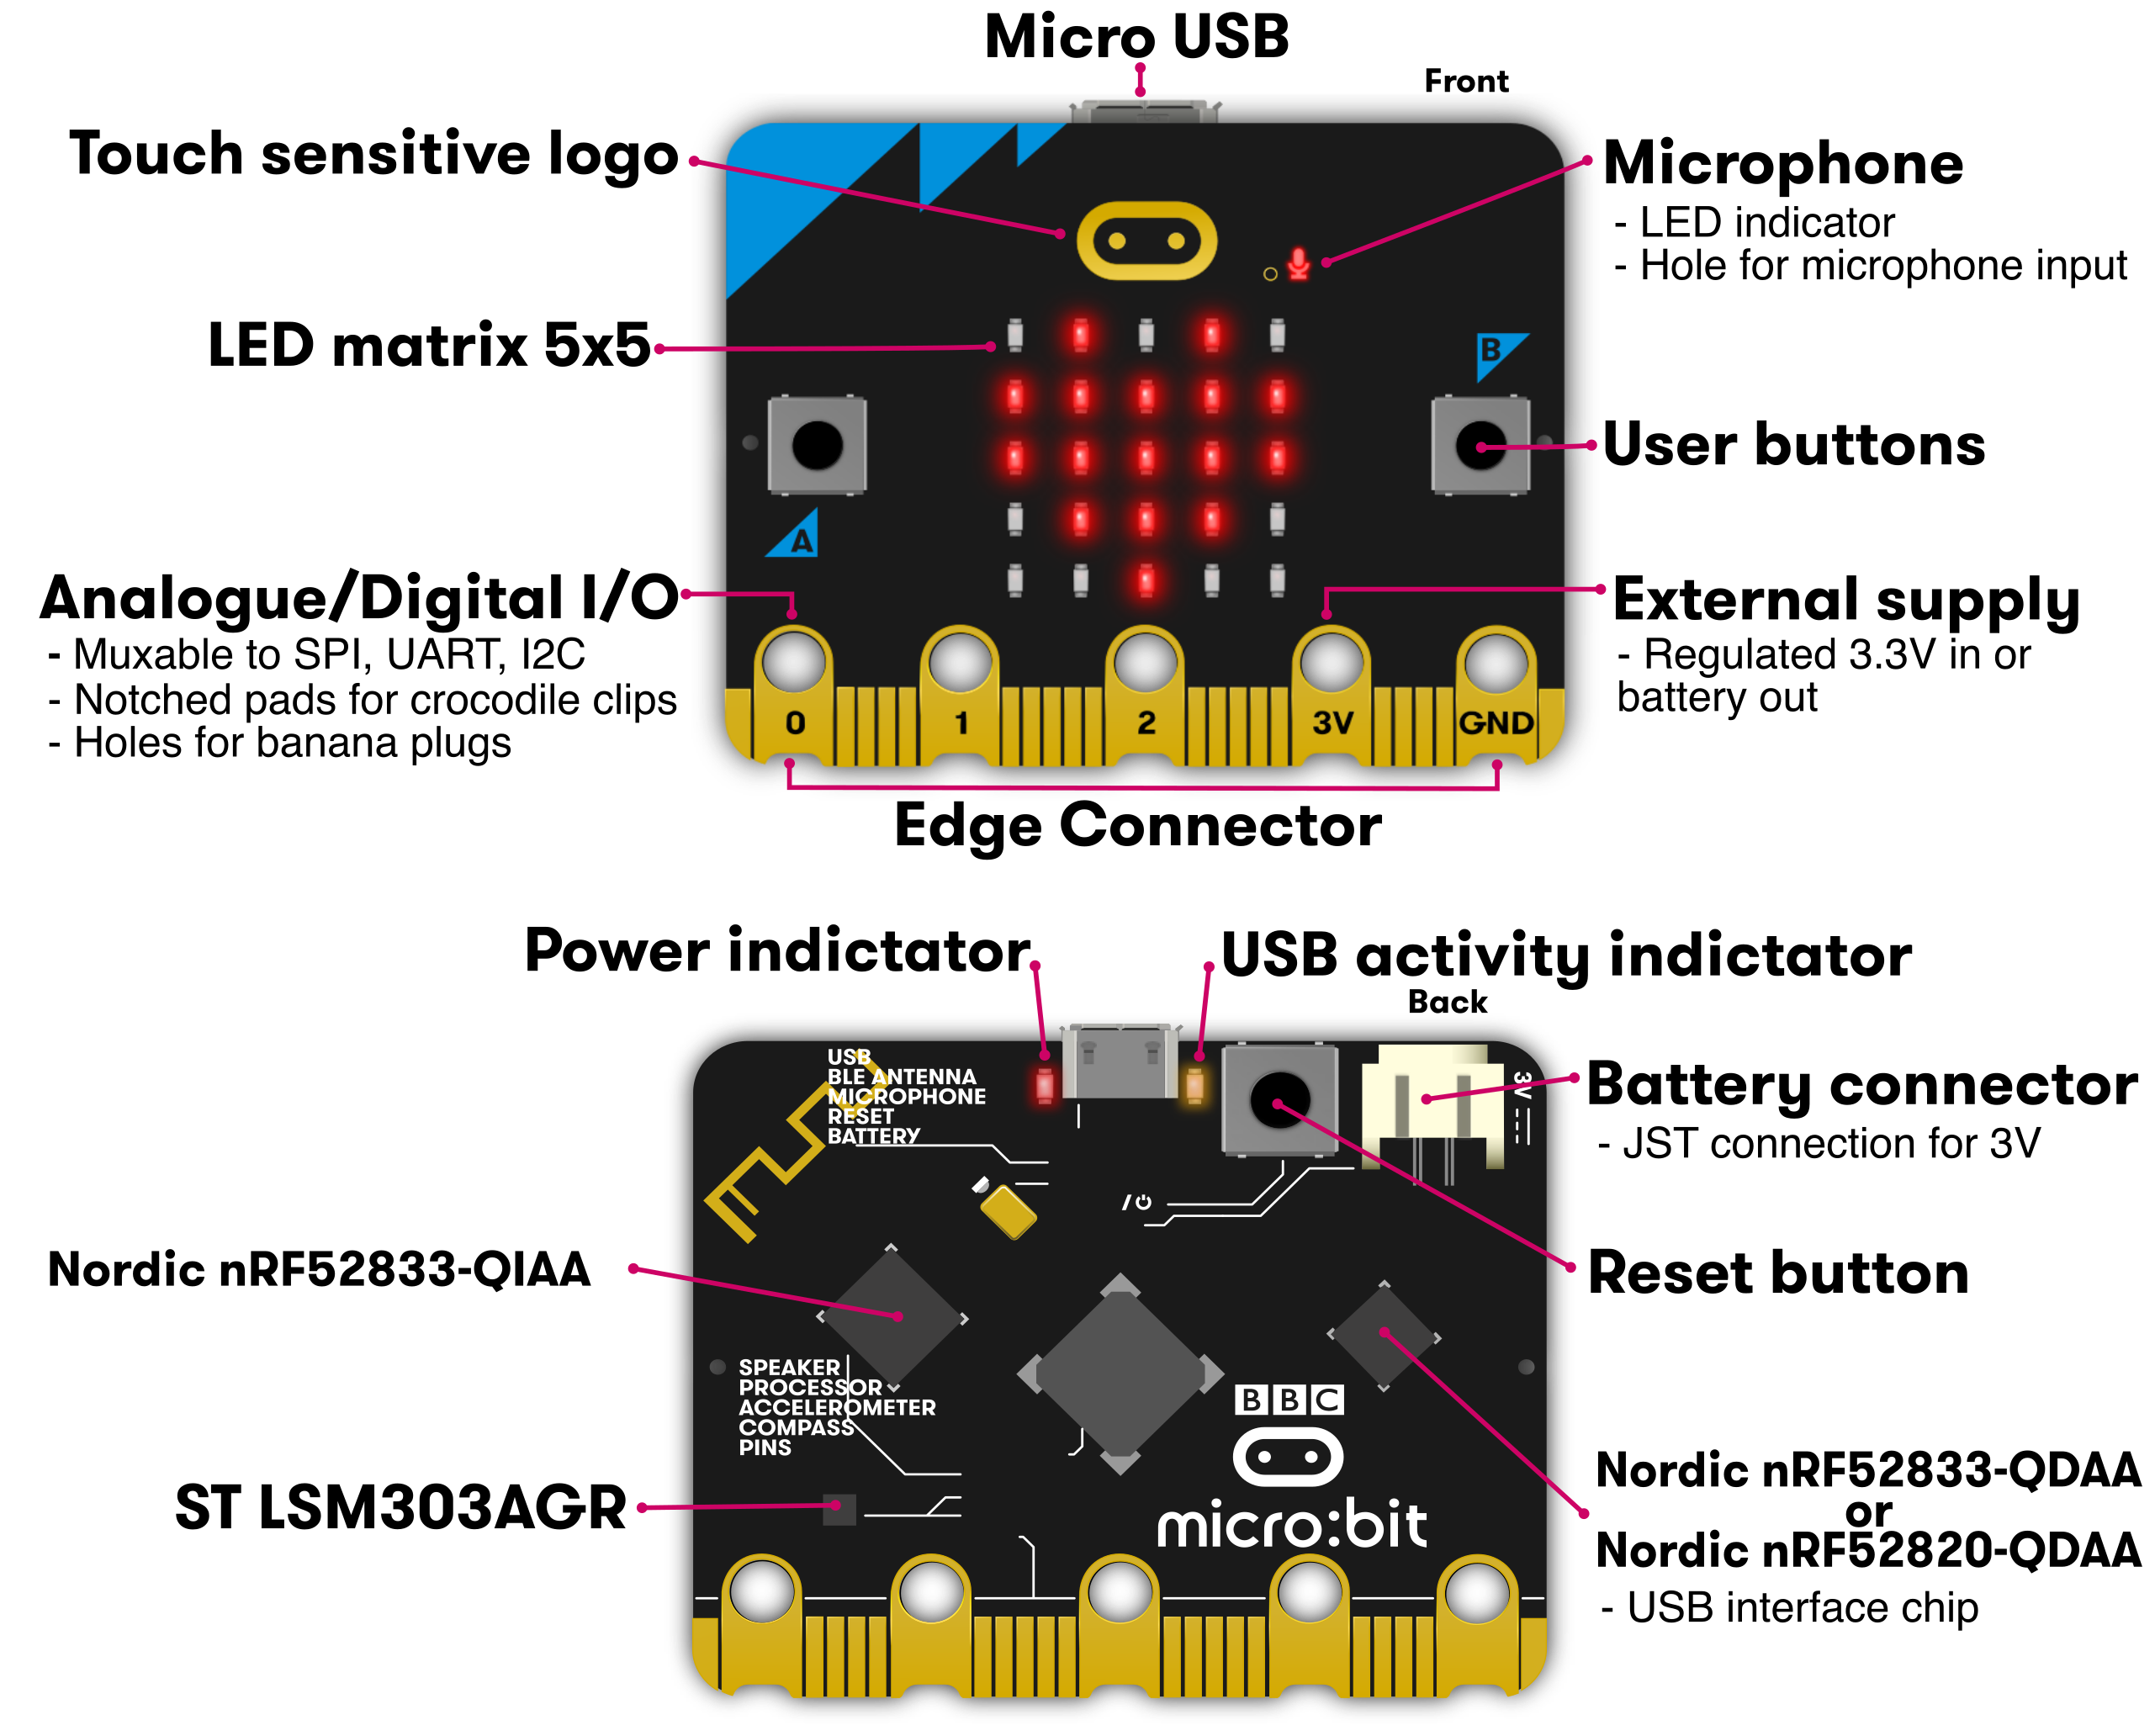 Micro USB
Front
Touch sensitive logo
Microphone
- LED indicator
- Hole for microphone input
LED matrix 5x5
B
User buttons
A
Analogue/Digital I/O
- Muxable to SPI, UART, I2C
- Notched pads for crocodile clips
- Holes for banana plugs
External supply
- Regulated 3.3V in or
battery out
0 1 2 3V GND
Edge Connector
Power indictator
USB activity indictator
Back
USB
BLE ANTENNA
MICROPHONE
RESET
BATTERY
3V
Battery connector
- JST connection for 3V
/
Nordic nRF52833-QIAA
Reset button
SPEAKER
PROCESSOR
ACCELEROMETER
COMPASS
PINS
BBC
micro:bit
ST LSM303AGR
Nordic nRF52833-QDAA
or
Nordic nRF52820-QDAA
- USB interface chip